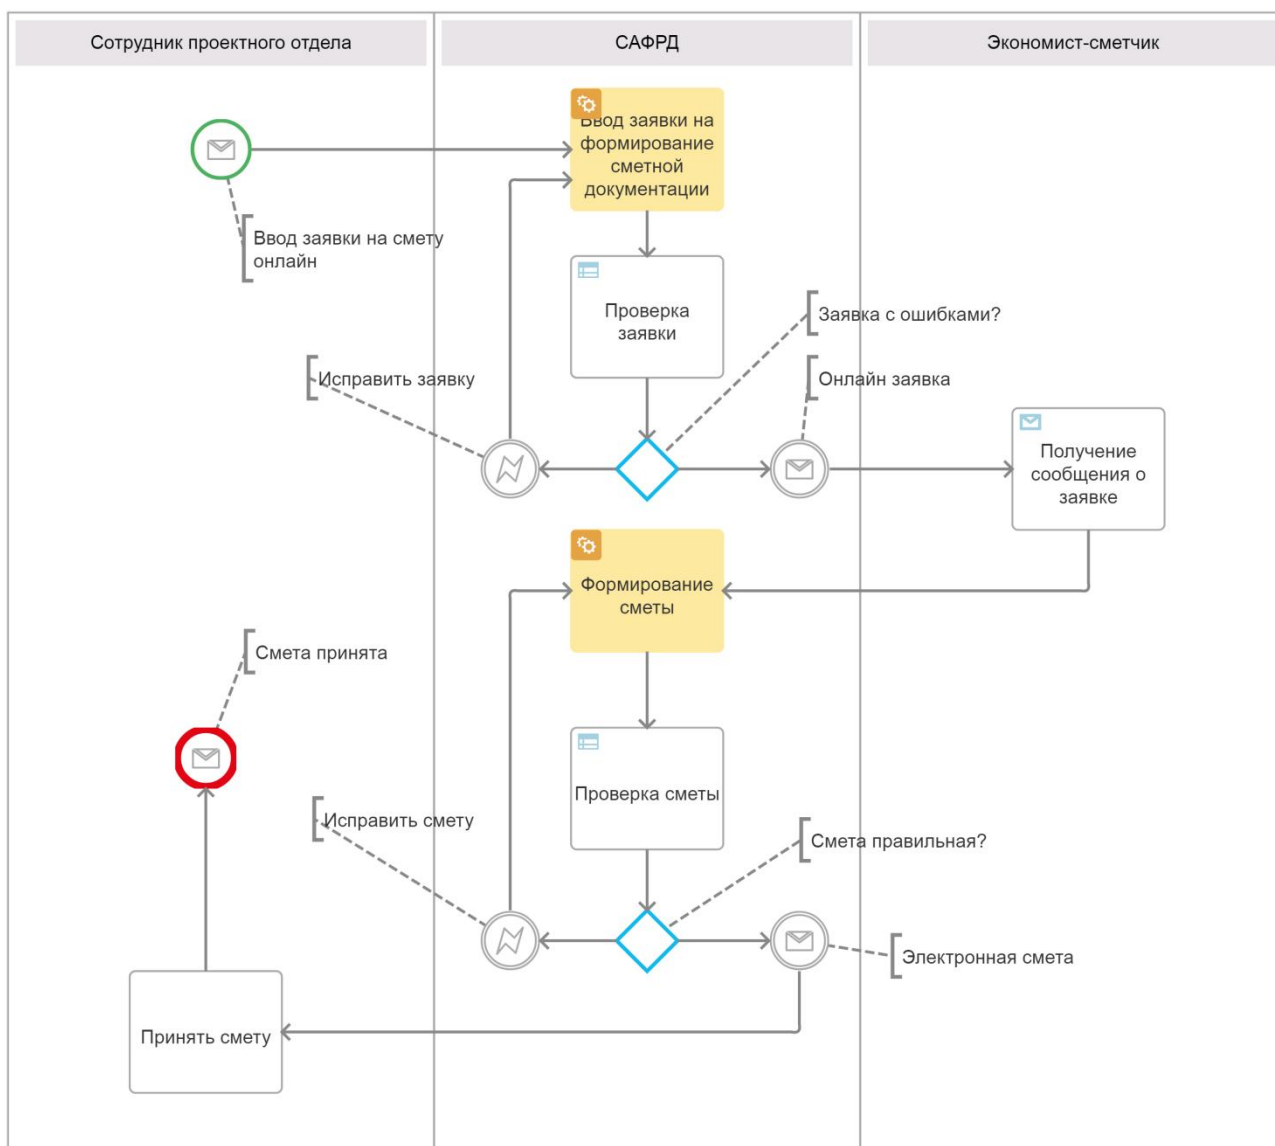 Сотрудник проектного отдела
САФРД
Экономист-сметчик
Ввод заявки на
формирование
сметной
документации
Ввод заявки на смету
онлайн
Проверка
заявки
Заявка с ошибками?
Исправить заявку
Онлайн заявка
Получение
сообщения о
заявке
Формирование
сметы
Смета принята
Проверка сметы
Исправить смету
Смета правильная?
Электронная смета
Принять смету